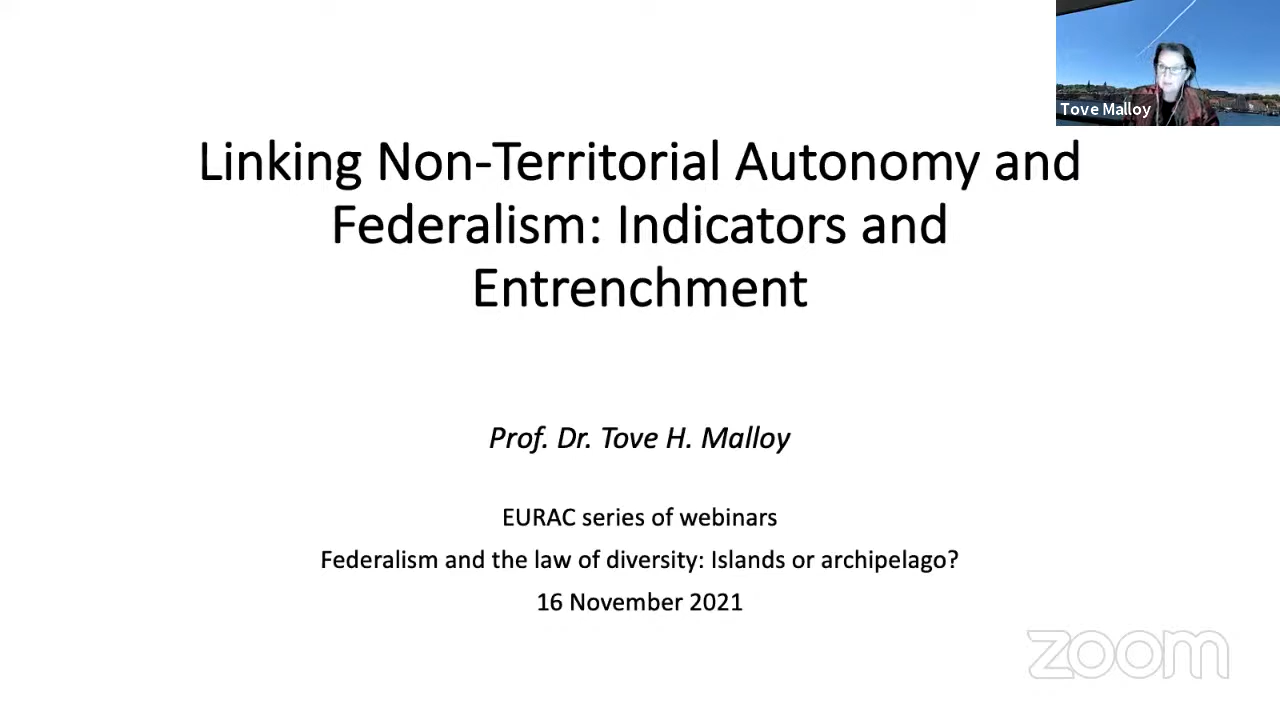 Tove Malloy
Linking Non-Territorial Autonomy and
Federalism: Indicators and
Entrenchment
Prof. Dr. Tove H. Malloy
EURAC series of webinars
Federalism and the law of diversity: Islands or archipelago?
16 November 2021
zoom